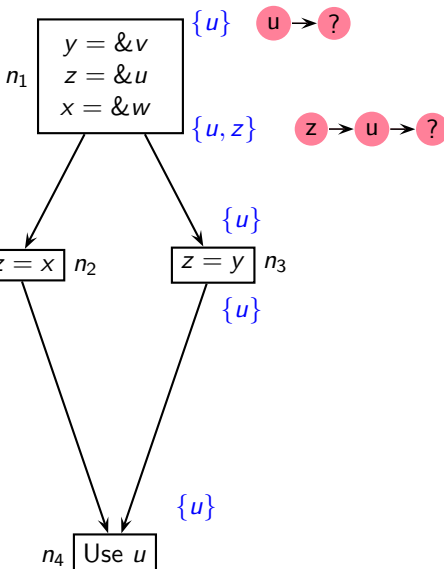 {u} u ?
n1 y = &v
z = &u
x = &w
{u, z} z u ?
{u}
z = x n2 z = y n3
{u}
{u}
n4 Use u